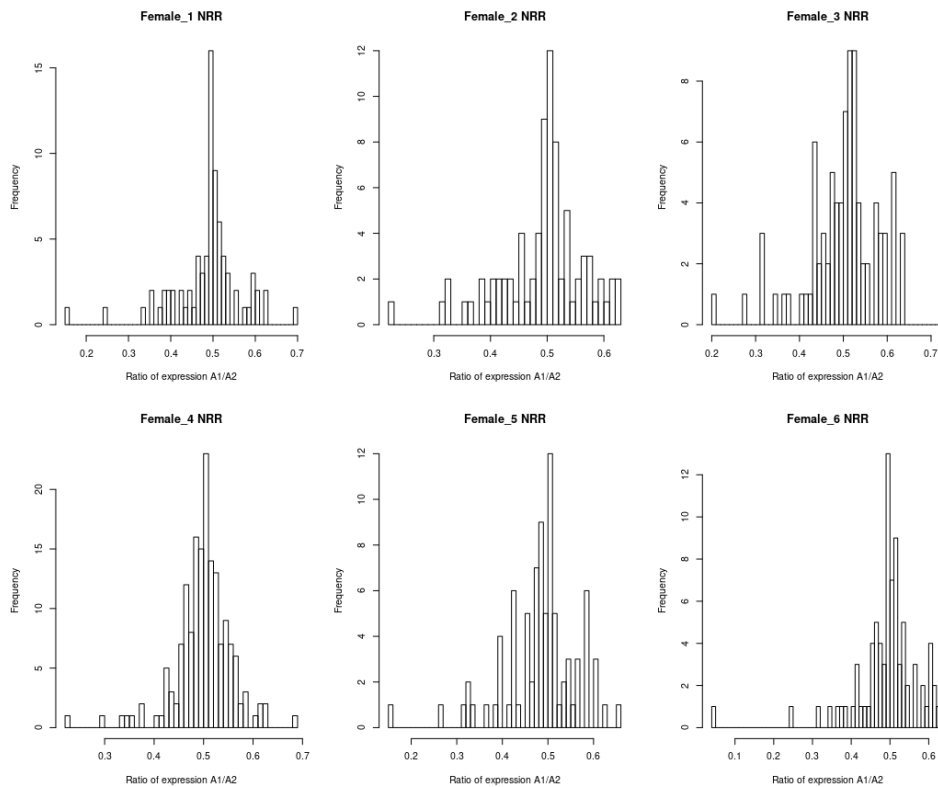 Female_1 NRR
Frequency
0 5 10 15
0.2 0.3 0.4 0.5 0.6 0.7
Ratio of expression A1/A2
Female_2 NRR
Frequency
0 2 4 6 8 10 12
0.3 0.4 0.5 0.6
Ratio of expression A1/A2
Female_3 NRR
Frequency
0 2 4 6 8
0.2 0.3 0.4 0.5 0.6 0.7
Ratio of expression A1/A2
Female_4 NRR
Frequency
0 5 10 15 20
0.3 0.4 0.5 0.6 0.7
Ratio of expression A1/A2
Female_5 NRR
Frequency
0 2 4 6 8 10 12
0.2 0.3 0.4 0.5 0.6
Ratio of expression A1/A2
Female_6 NRR
Frequency
0 2 4 6 8 10 12
0.1 0.2 0.3 0.4 0.5 0.6
Ratio of expression A1/A2